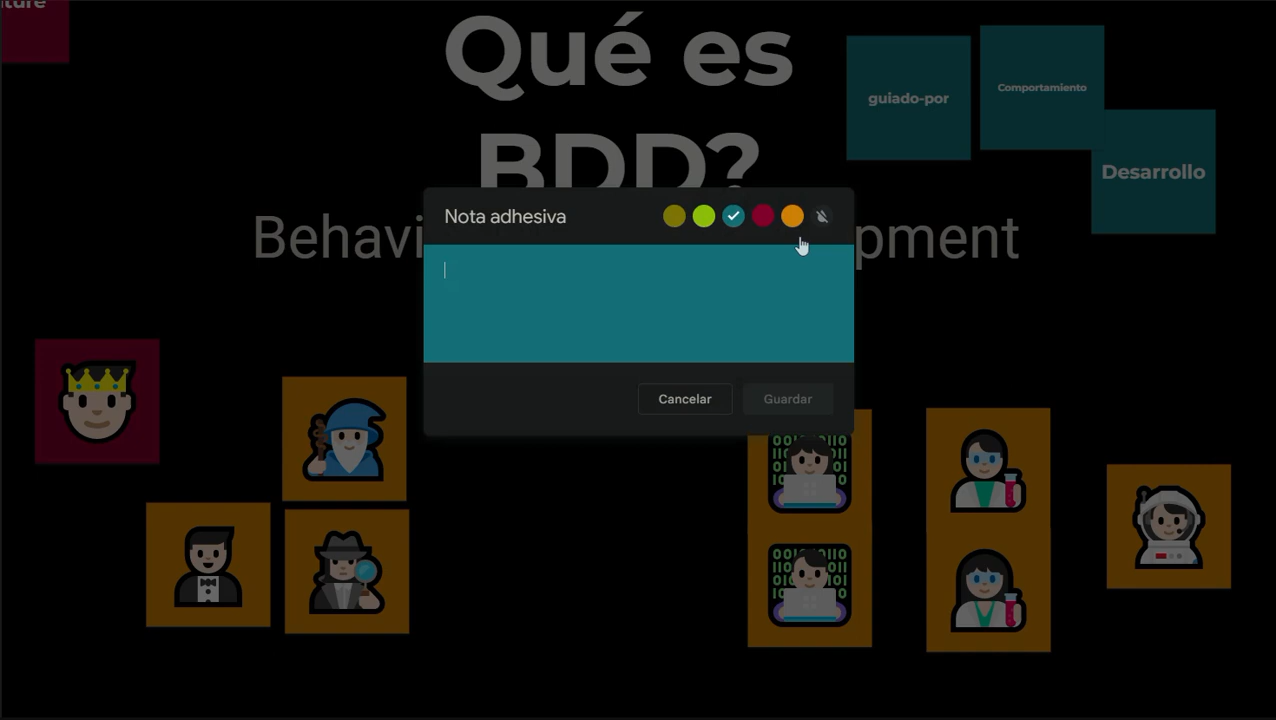 ture
Qué es
BDD?
guiado-por
Comportamiento
Desarrollo
Behavi
pment
Nota adhesiva
Cancelar
Guardar